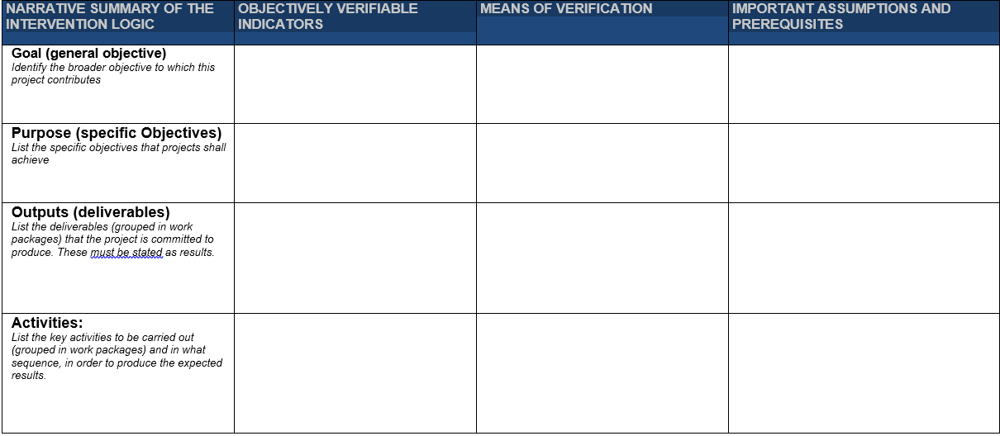 NARRATIVE SUMMARY OF THE
INTERVENTION LOGIC
OBJECTIVELY VERIFIABLE
INDICATORS
MEANS OF VERIFICATION
IMPORTANT ASSUMPTIONS AND
PREREQUISITES
Goal (general objective)
Identify the broader objective to which this
project contributes
Purpose (specific Objectives)
List the specific objectives that projects shall
achieve
Outputs (deliverables)
List the deliverables (grouped in work
packages) that the project is committed to
produce. These must be stated as results.
Activities:
List the key activities to be carried out
(grouped in work packages) and in what
sequence, in order to produce the expected
results.